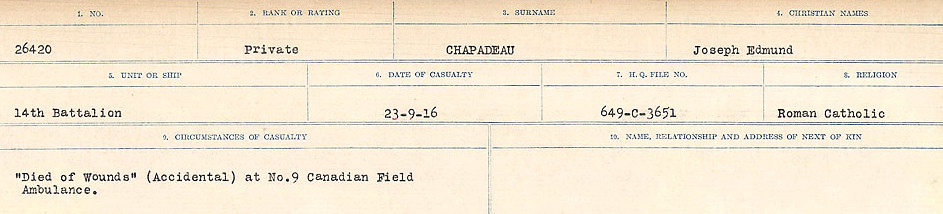 1. NO. 2. RANK OR RATING 3. SURNAME 4. CHRISTIAN NAMES
26420 Private CHAPADEAU Joseph Edmund
5. UNIT OR SHIP 6. DATE OF CASUALTY 7. H.Q. FILE NO. 8. RELIGION
14th Battalion 23-9-16 649-C-3651 Roman Catholic
9. CIRCUMSTANCES OF CASUALTY 10. NAME, RELATIONSHIP AND ADDRESS OF NEXT OF KIN
"Died of Wounds" (Accidental) at No.9 Canadian Field
Ambulance.